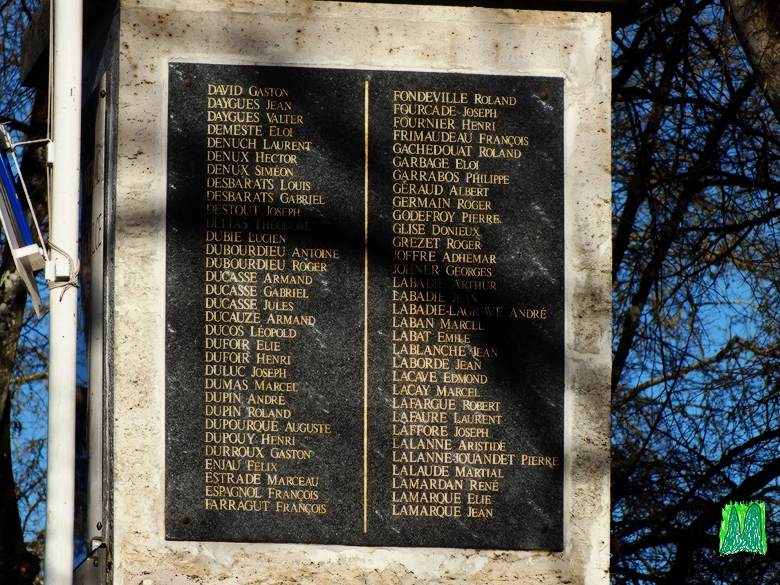 DAVID GASTON
DAYGUES JEAN
DAYGUES VALTER
DEMESTE ELOI
DENUCH LAURENT
DENUX HECTOR
DENUX SIMÉON
DESBARATS LOUIS
DESBARATS GABRIEL
DESTOUT JOSEPH
DELIAS THEODORE
DUBIE LUCIEN
DUBOURDIEU ANTOINE
DUBOURDIEU ROGER
DUCASSE ARMAND
DUCASSE GABRIEL
DUCASSE JULES
DUCAUZE ARMAND
DUCOS LÉOPOLD
DUFOIR ELIE
DUFOIR HENRI
DULUC JOSEPH
DUMAS MARCEL
DUPIN ANDRÉ
DUPIN ROLAND
DUPOURQUÉ AUGUSTE
DUPOUY HENRI
DURROUX GASTON
ENJAU FÉLIX
ESTRADE MARCEAU
ESPAGNOL FRANÇOIS
FARRAGUT FRANÇOIS
FONDEVILLE ROLAND
FOURCADE JOSEPH
FOURNIER HENRI
FRIMAUDEAU FRANÇOIS
GACHEDOUAT ROLAND
GARBAGE ELOI
GARRABOS PHILIPPE
GÉRAUD ALBERT
GERMAIN ROGER
GODEFROY PIERRE
GLISE DONIEUX
GREZET ROGER
JOFFRE ADHEMAR
JOHNER GEORGES
LABADIE ARTHUR
LABADIE JEAN
LABADIE-LAGRAVE ANDRÉ
LABAN MARCEL
LABAT EMILE
LABLANCHE JEAN
LABORDE JEAN
LACAVE EDMOND
LACAY MARCEL
LAFARGUE ROBERT
LAFAURE LAURENT
LAFFORE JOSEPH
LALANNE ARISTIDE
LALANNE-JOUANDET PIERRE
LALAUDE MARTIAL
LAMARDAN RENÉ
LAMARQUE ELIE
LAMARQUE JEAN